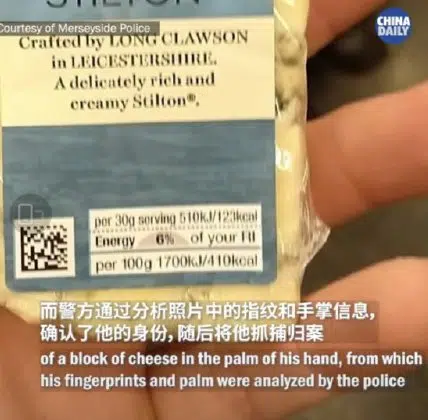 STILTON
Courtesy of Merseyside Police
CHINA
DAILY
Crafted by LONG CLAWSON
in LEICESTERSHIRE.
A delicately rich and
creamy Stilton®.
per 30g serving 510kJ/123kcal
Energy 6% of your RI
per 100g 1700kJ/410kcal
而警方通过分析照片中的指纹和手掌信息,
确认了他的身份, 随后将他抓捕归案
of a block of cheese in the palm of his hand, from which
his fingerprints and palm were analyzed by the police